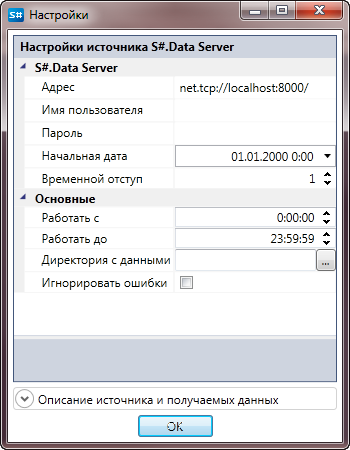 S# Настройки
Настройки источника S#.Data Server
S#.Data Server
Адрес net.tcp://localhost:8000/
Имя пользователя
Пароль
Начальная дата 01.01.2000 0:00
Временной отступ 1
Основные
Работать с 0:00:00
Работать до 23:59:59
Директория с данными ...
Игнорировать ошибки
Описание источника и получаемых данных
OK